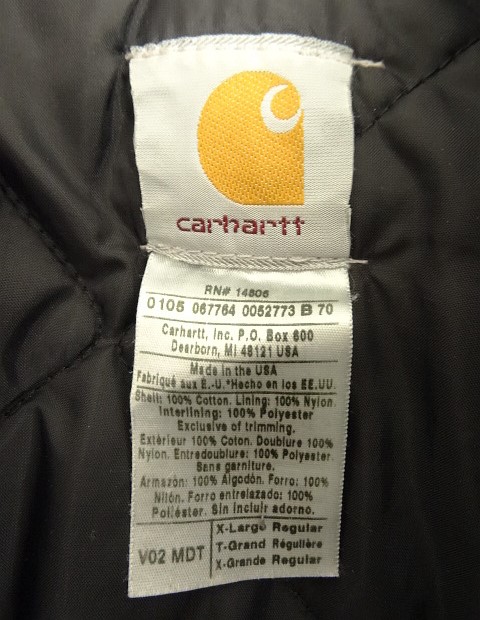 carhartt
RN# 14806
0105 067764 0052773 B 70
Carhartt, Inc. P.O. Box 600
Dearborn, MI 48121 USA
Made in the USA
Fabriqué aux É.-U.*Hecho en los EE.UU.
Shell: 100% Cotton. Lining: 100% Nylon.
Interlining: 100% Polyester
Exclusive of trimming.
Extérieur 100% Coton. Doublure 100%
Nylon. Entredoublure: 100% Polyester.
Sans garniture.
Armazón: 100% Algodón. Forro: 100%
Nilón. Forro entrelazado: 100%
Poliéster. Sin incluir adorno.
V02 MDT
X-Large Regular
T-Grand Régulière
X-Grande Regular